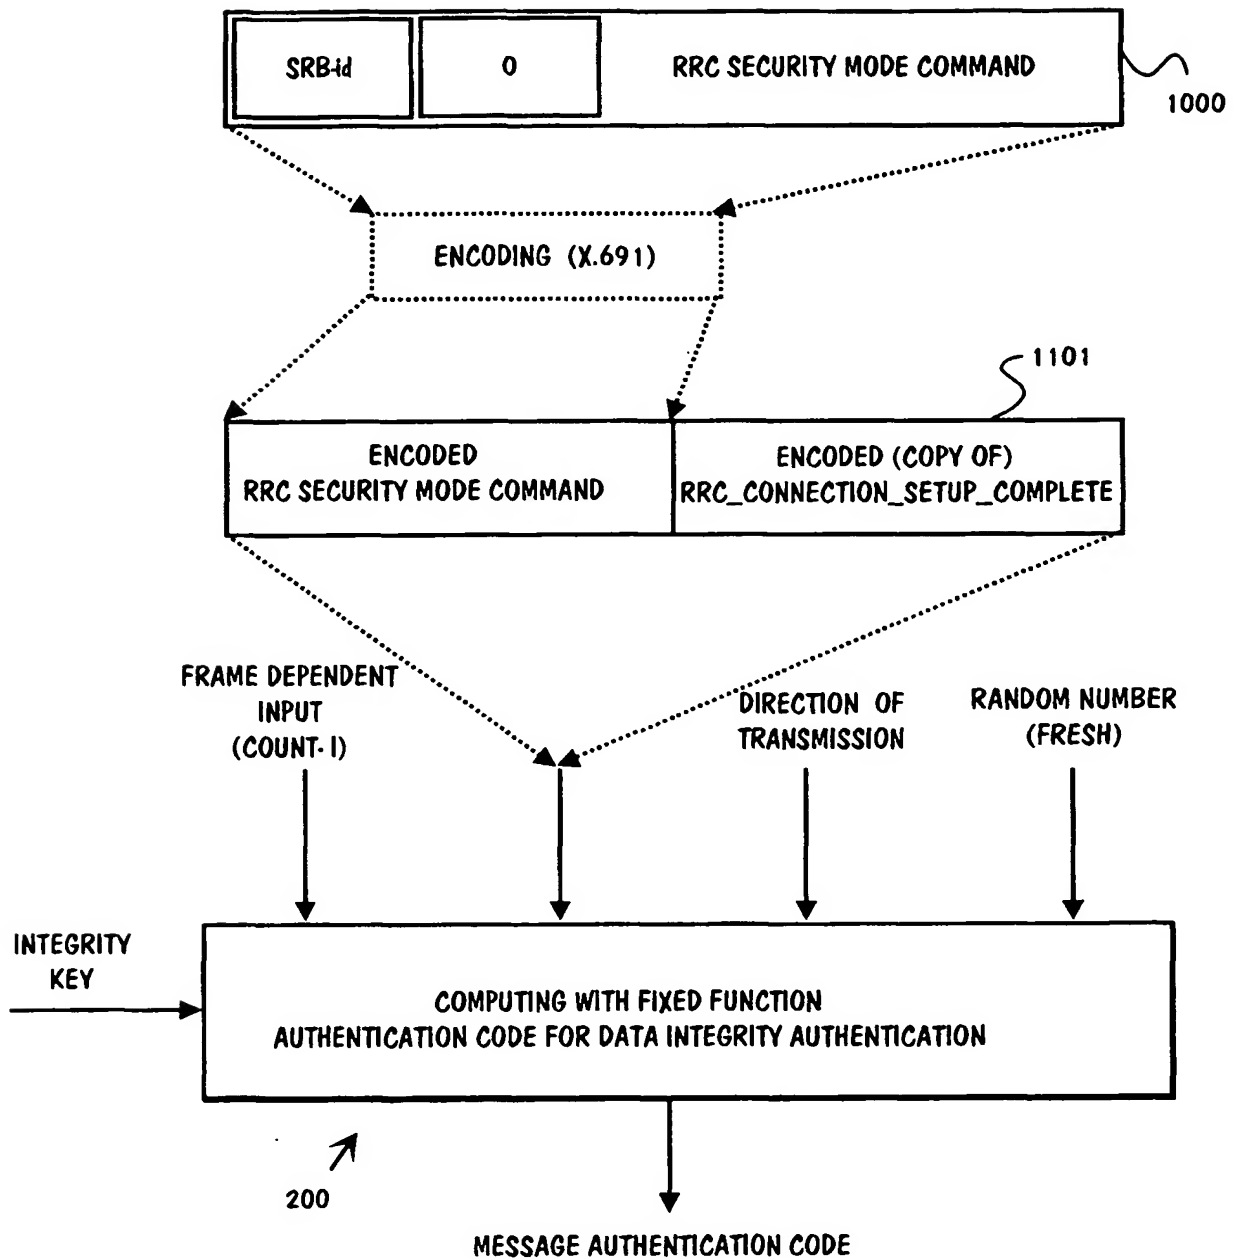 SRB-id
0
RRC SECURITY MODE COMMAND
1000
ENCODING (X.691)
1101
ENCODED
RRC SECURITY MODE COMMAND
ENCODED (COPY OF)
RRC_CONNECTION_SETUP_COMPLETE
FRAME DEPENDENT
INPUT
(COUNT-I)
DIRECTION OF
TRANSMISSION
RANDOM NUMBER
(FRESH)
INTEGRITY
KEY
COMPUTING WITH FIXED FUNCTION
AUTHENTICATION CODE FOR DATA INTEGRITY AUTHENTICATION
200
MESSAGE AUTHENTICATION CODE